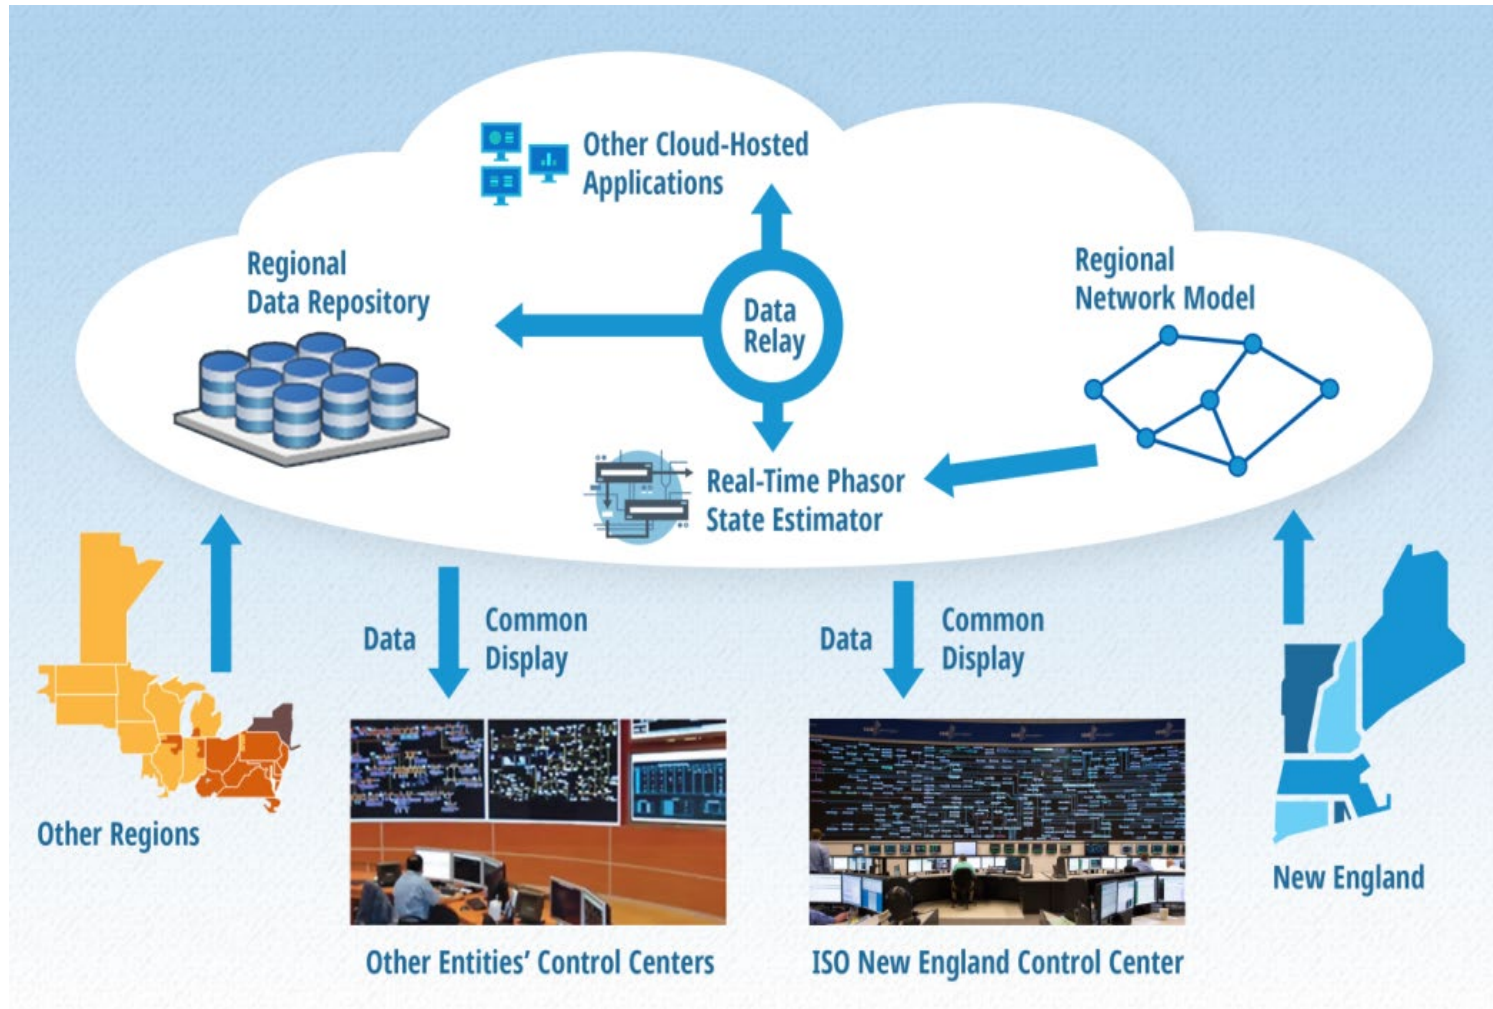 Other Cloud-Hosted
Applications
Regional
Data Repository
Data
Relay
Regional
Network Model
Real-Time Phasor
State Estimator
Data
Common
Display
Data
Common
Display
Other Regions
New England
Other Entities’ Control Centers
ISO New England Control Center